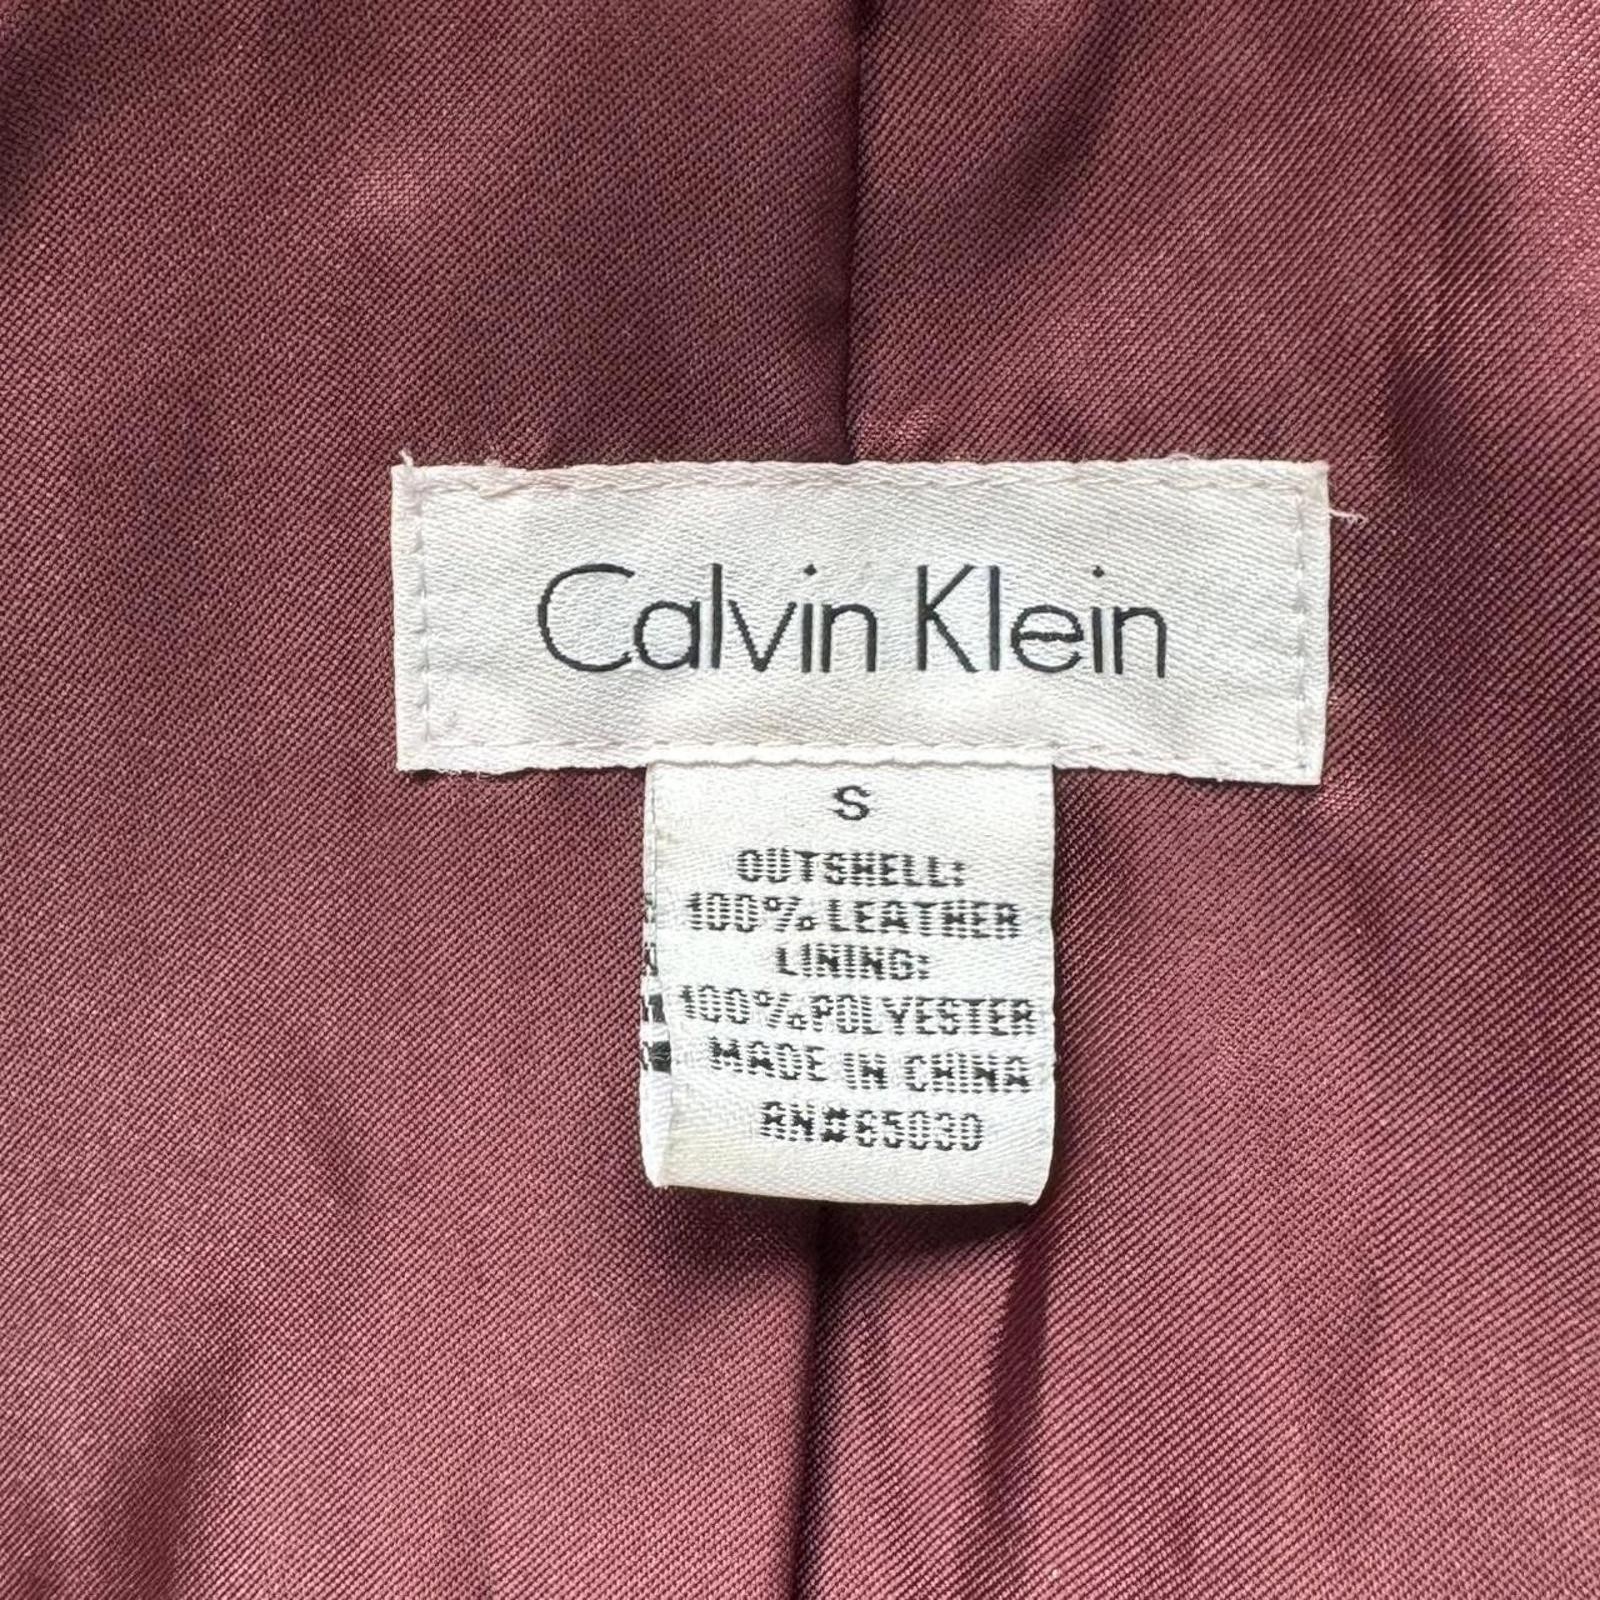 Calvin Klein
S
OUTSHELL:
100% LEATHER
LINING:
100%POLYESTER
MADE IN CHINA
RN#65030